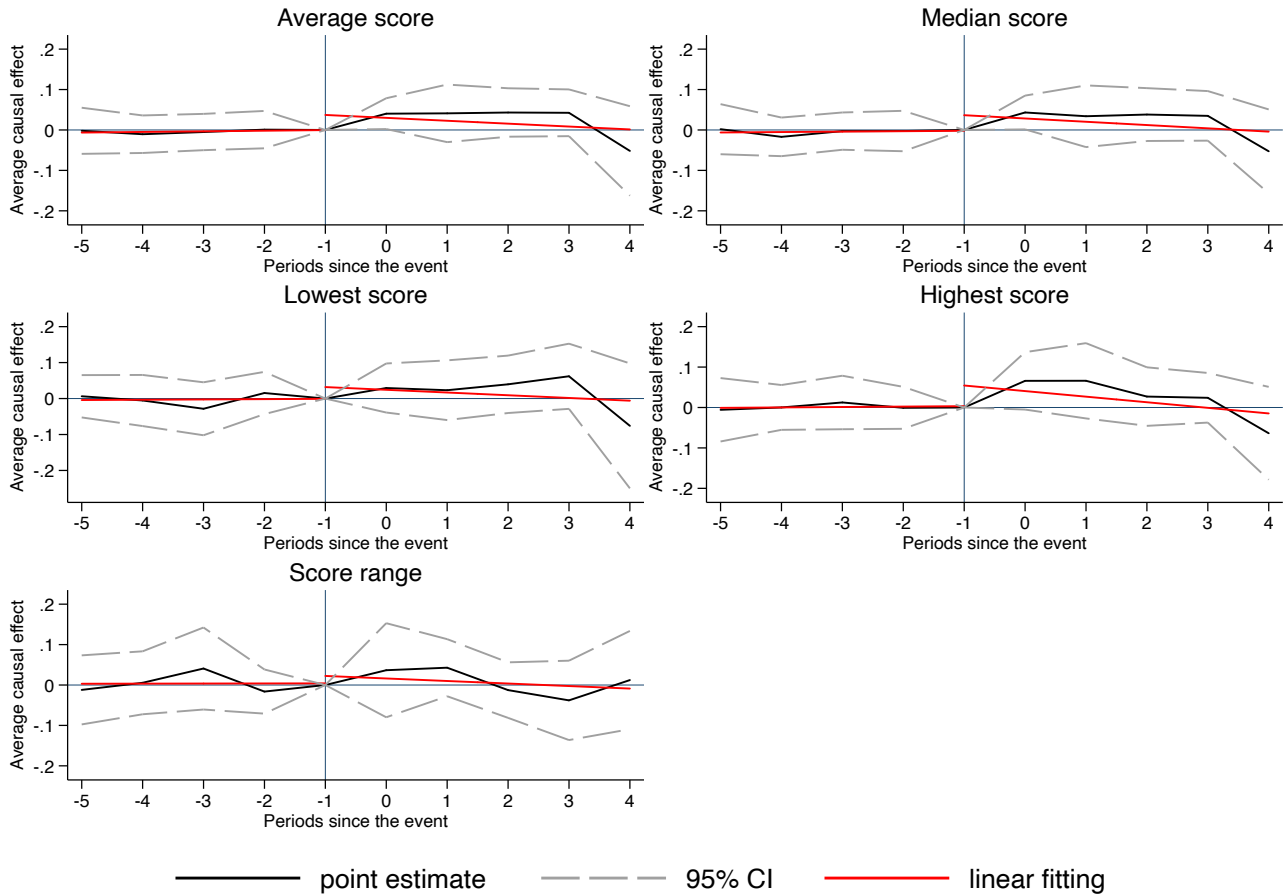 Average score
Average causal effect
.2
.1
0
-.1
-.2
-5 -4 -3 -2 -1 0 1 2 3 4
Periods since the event
Median score
Average causal effect
.2
.1
0
-.1
-.2
-5 -4 -3 -2 -1 0 1 2 3 4
Periods since the event
Lowest score
Average causal effect
.2
.1
0
-.1
-.2
-5 -4 -3 -2 -1 0 1 2 3 4
Periods since the event
Highest score
Average causal effect
.2
.1
0
-.1
-.2
-5 -4 -3 -2 -1 0 1 2 3 4
Periods since the event
Score range
Average causal effect
.2
.1
0
-.1
-.2
-5 -4 -3 -2 -1 0 1 2 3 4
Periods since the event
point estimate 95% CI linear fitting